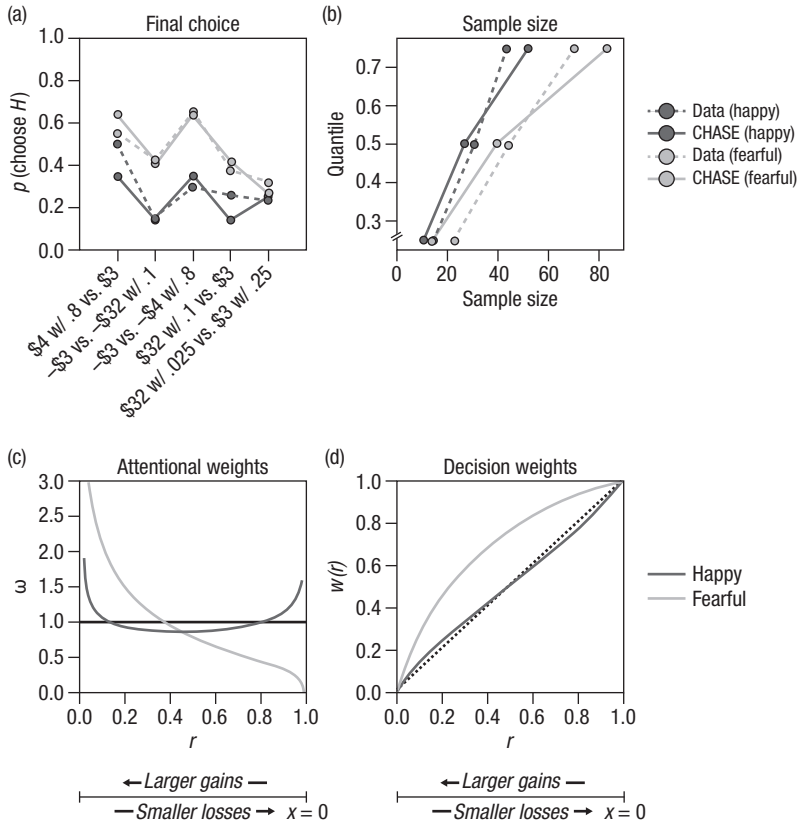 (a)
Final choice
1.0
0.8
0.6
0.4
0.2
0.0
p (choose H)
$4 w/ .8 vs. $3
–$3 vs. –$32 w/ .1
–$3 vs. –$4 w/ .8
$32 w/ .1 vs. $3
$32 w/ .025 vs. $3 w/ .25
(b)
Sample size
0.7
0.6
0.5
0.4
0.3
Quantile
0 20 40 60 80
Sample size
Data (happy)
CHASE (happy)
Data (fearful)
CHASE (fearful)
(c)
Attentional weights
3.0
2.5
2.0
1.5
1.0
0.5
0.0
ω
0.0 0.2 0.4 0.6 0.8 1.0
r
Larger gains
Smaller losses x = 0
(d)
Decision weights
1.0
0.8
0.6
0.4
0.2
0.0
w(r)
0.0 0.2 0.4 0.6 0.8 1.0
r
Larger gains
Smaller losses x = 0
Happy
Fearful